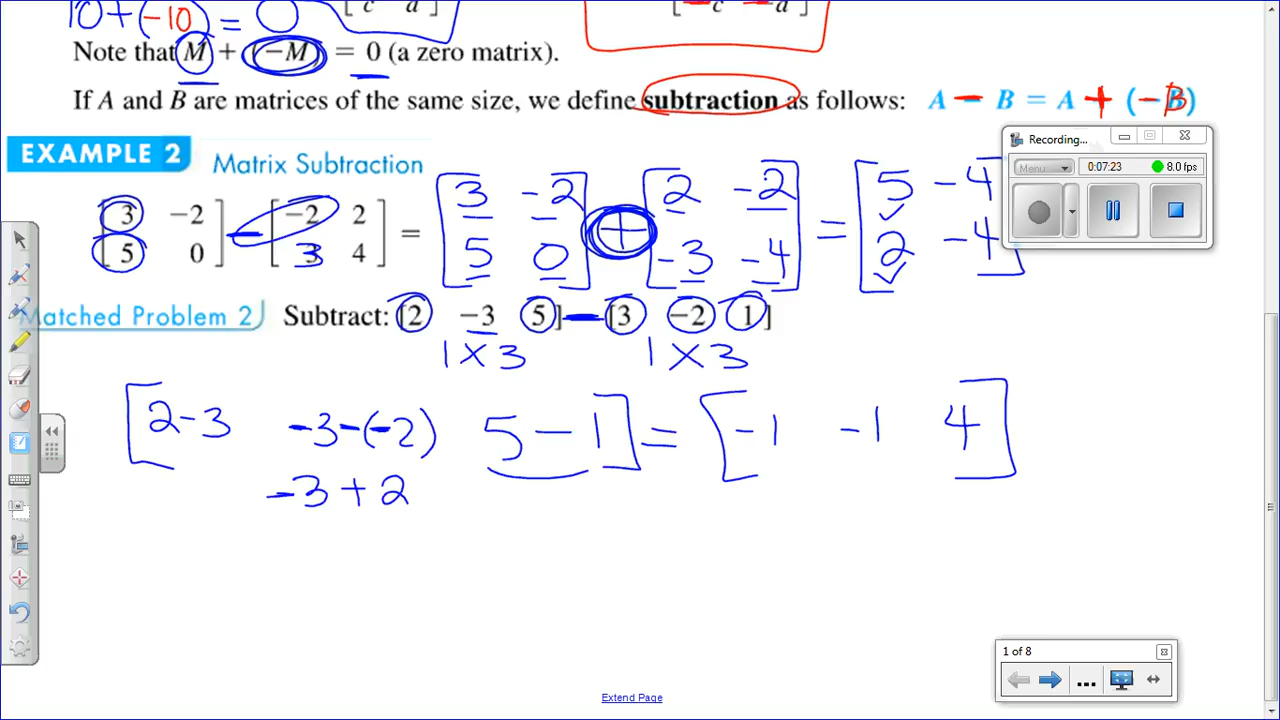 10 + (-10) = 0 [ c a ] [ -c -a ]
Note that M + (−M) = 0 (a zero matrix).
If A and B are matrices of the same size, we define subtraction as follows: A − B = A + (−B)
Recording...
Menu 00:07:23 8.0 fps
EXAMPLE 2 Matrix Subtraction
[ 3 −2 ] − [ −2 2 ] = [ 3 -2 ] + [ 2 -2 ] = [ 5 -4
[ 5 0 ] [ 3 4 ] [ 5 0 ] [ -3 -4 ] [ 2 -4 ]
Matched Problem 2 Subtract: [2 −3 5] − [3 −2 1]
1 X 3 1 X 3
[ 2-3 -3-(-2) 5-1 ] = [ -1 -1 4 ]
-3 + 2
1 of 8
Extend Page